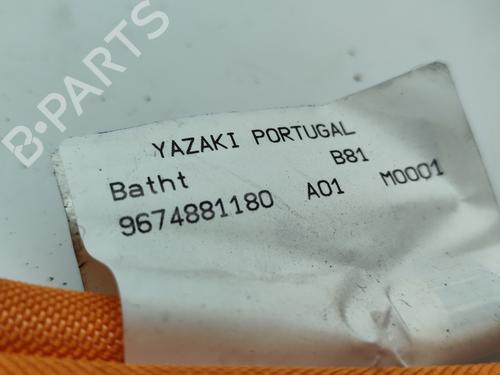 B-PARTS
YAZAKI PORTUGAL
Batht B81
9674881180 A01 M0001